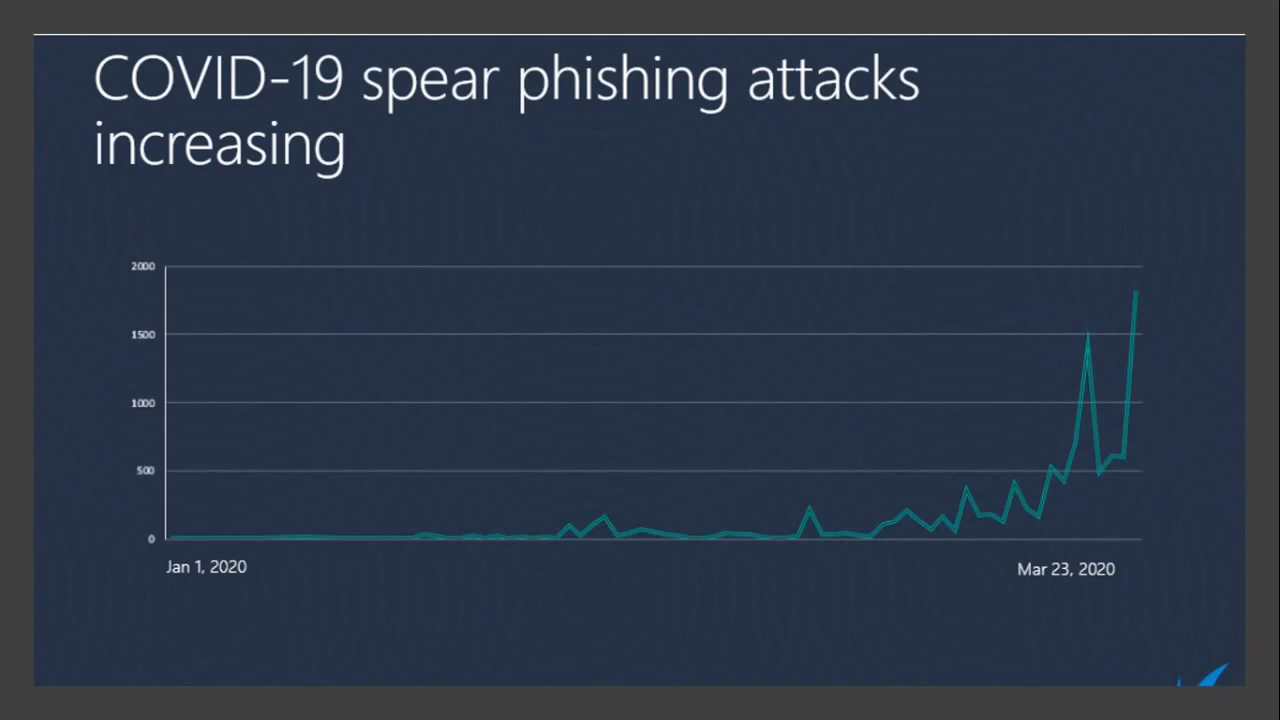 COVID-19 spear phishing attacks
increasing
2000
1500
1000
500
0
Jan 1, 2020
Mar 23, 2020